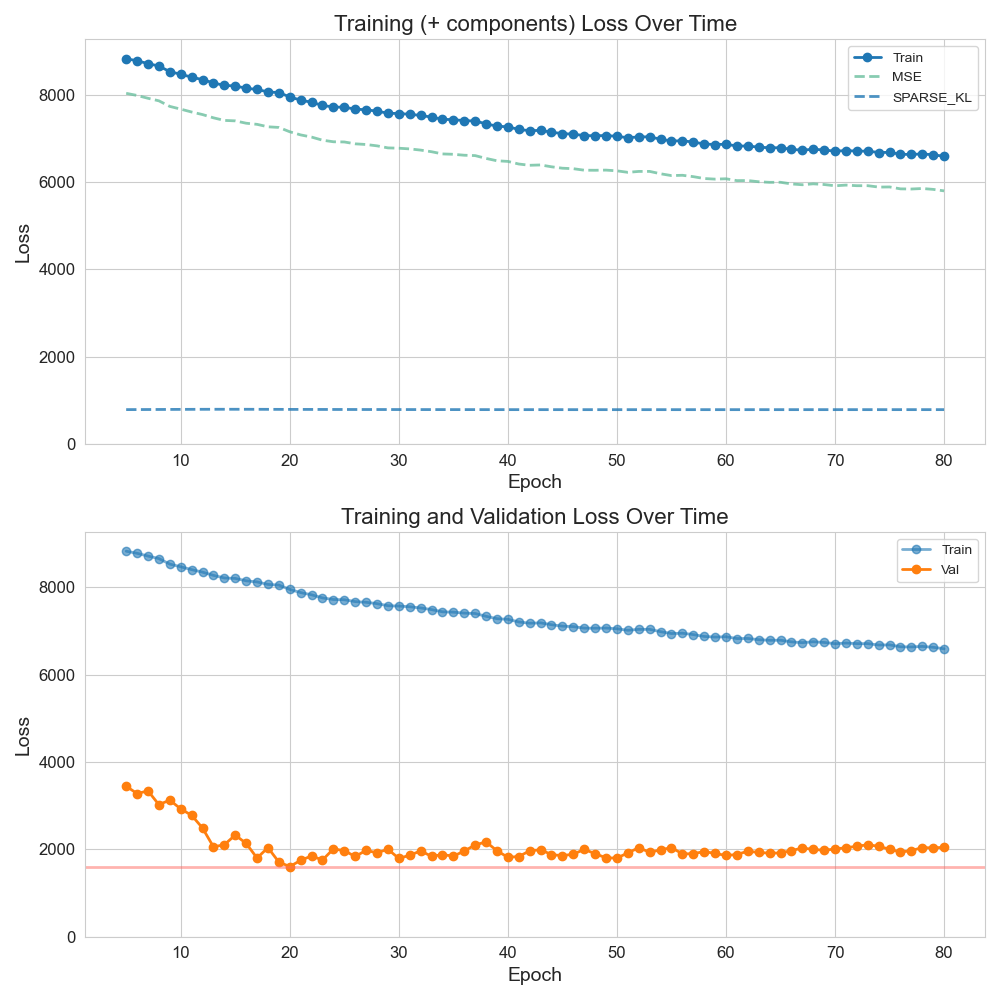 Training (+ components) Loss Over Time
Train
MSE
SPARSE_KL
Loss
8000
6000
4000
2000
0
10 20 30 40 50 60 70 80
Epoch
Training and Validation Loss Over Time
Train
Val
Loss
8000
6000
4000
2000
0
10 20 30 40 50 60 70 80
Epoch